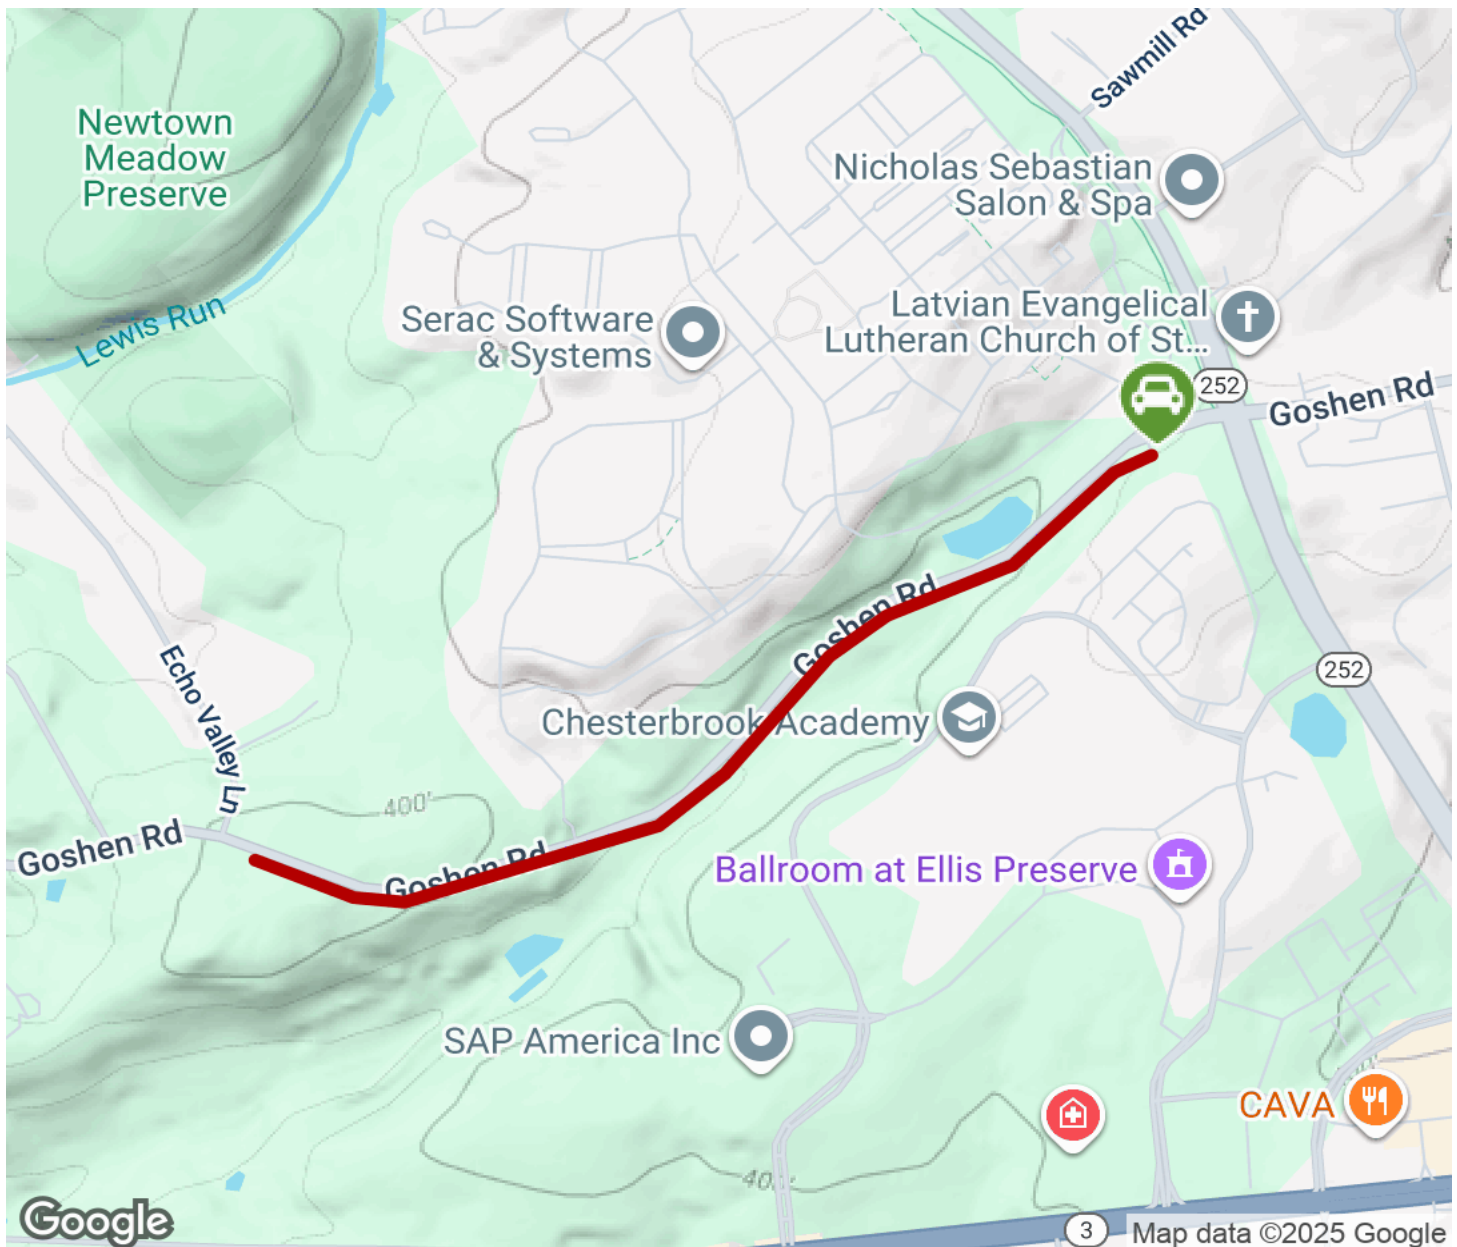 Sawmill Rd
Newtown
Meadow
Preserve
Nicholas Sebastian
Salon & Spa
Lewis Run
Serac Software
& Systems
Latvian Evangelical
Lutheran Church of St...
252
Goshen Rd
Goshen Rd
252
Echo Valley Ln
Chesterbrook Academy
400'
Goshen Rd
Goshen Rd
Ballroom at Ellis Preserve
SAP America Inc
CAVA
400'
Google
3
Map data ©2025 Google